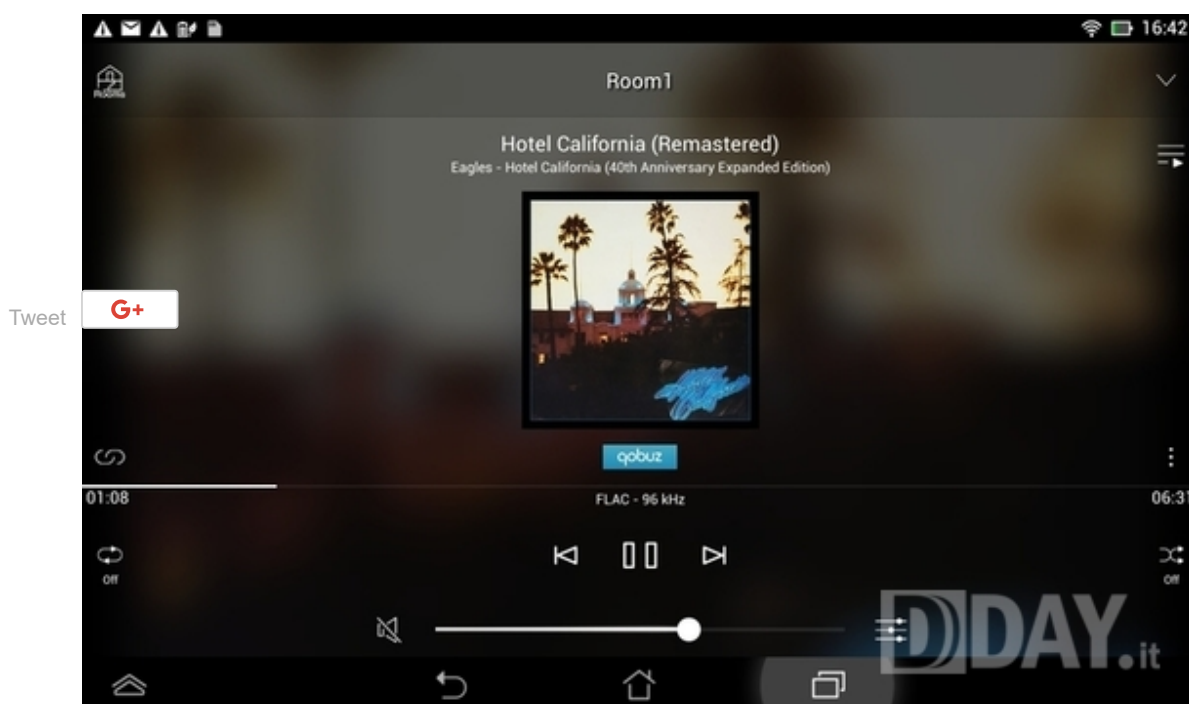 16:42
Rooms
Room1
Hotel California (Remastered)
Eagles - Hotel California (40th Anniversary Expanded Edition)
Tweet
G+
qobuz
01:08
FLAC - 96 kHz
06:31
Off
Off
DDAY.it